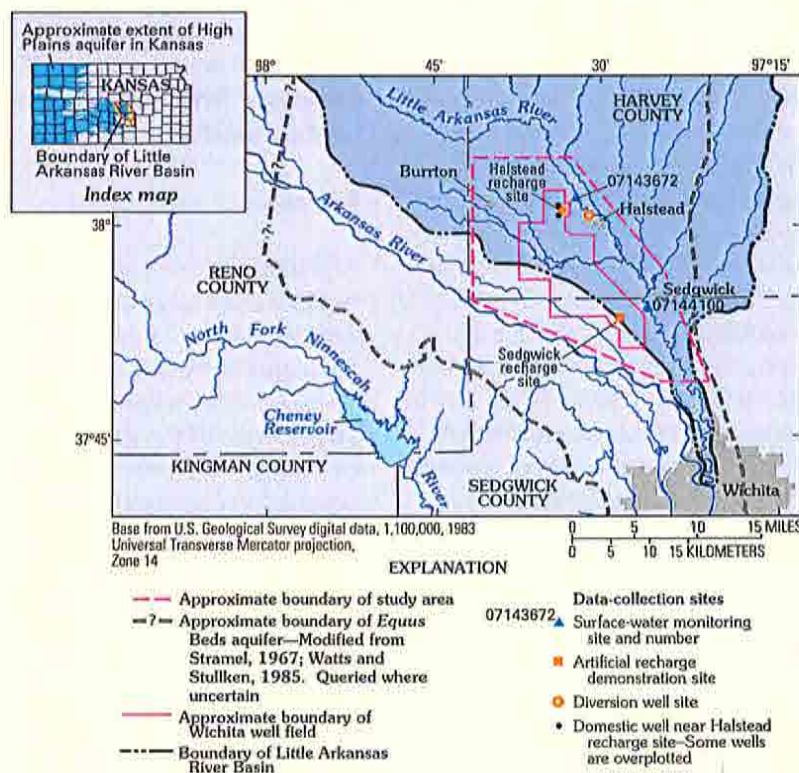 Approximate extent of High
Plains aquifer in Kansas
KANSAS
Boundary of Little
Arkansas River Basin
Index map
98°
45'
30'
97°15'
Little Arkansas River
HARVEY
COUNTY
Burrton
Halstead
recharge
site
07143672
Halstead
38°
Arkansas River
RENO
COUNTY
Sedgwick
07144100
North Fork Ninnescah
River
Sedgwick
recharge
site
Cheney
Reservoir
37°45'
KINGMAN COUNTY
SEDGWICK
COUNTY
Wichita
Base from U.S. Geological Survey digital data, 1,100,000, 1983
Universal Transverse Mercator projection,
Zone 14
0 5 10 15 MILES
0 5 10 15 KILOMETERS
EXPLANATION
Approximate boundary of study area
–?– Approximate boundary of Equus
Beds aquifer—Modified from
Stramel, 1967; Watts and
Stullken, 1985. Queried where
uncertain
Approximate boundary of
Wichita well field
Boundary of Little Arkansas
River Basin
Data-collection sites
07143672 Surface-water monitoring
site and number
Artificial recharge
demonstration site
Diversion well site
Domestic well near Halstead
recharge site–Some wells
are overplotted